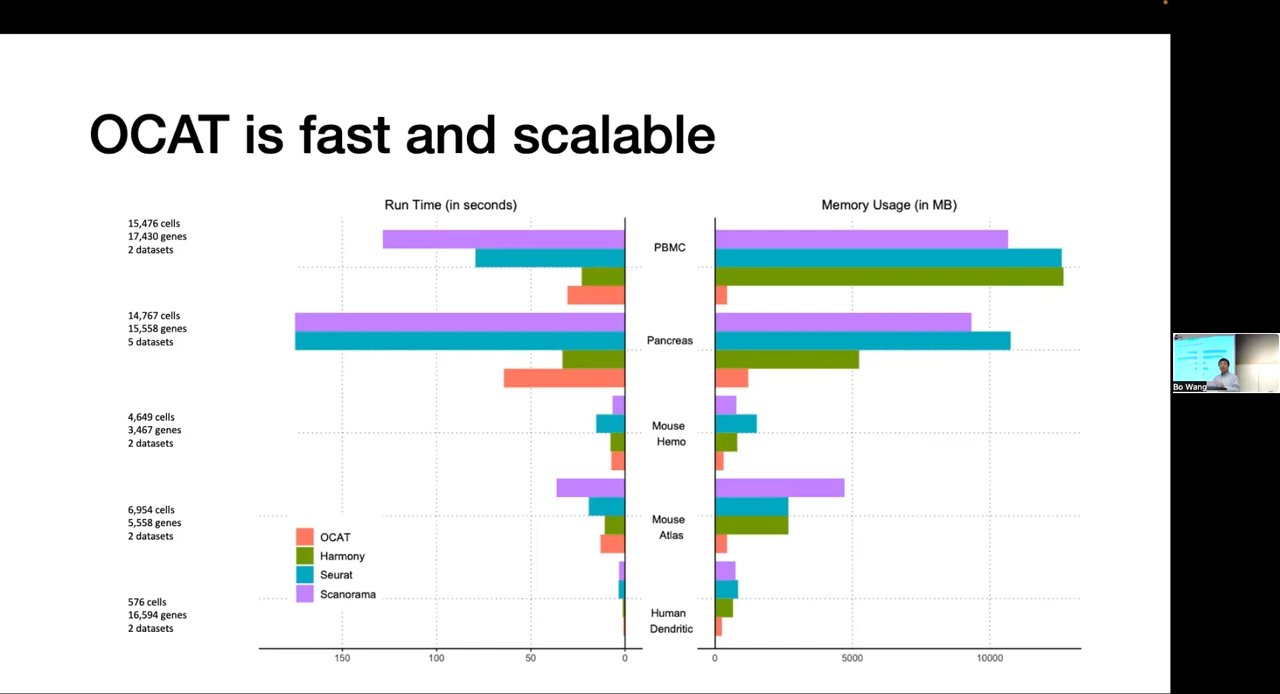 OCAT is fast and scalable
Run Time (in seconds)
Memory Usage (in MB)
15,476 cells
17,430 genes
2 datasets
PBMC
14,767 cells
15,558 genes
5 datasets
Pancreas
4,649 cells
3,467 genes
2 datasets
Mouse
Hemo
6,954 cells
5,558 genes
2 datasets
Mouse
Atlas
OCAT
Harmony
Seurat
Scanorama
576 cells
16,594 genes
2 datasets
Human
Dendritic
150 100 50 0
0 5000 10000
Bo Wang